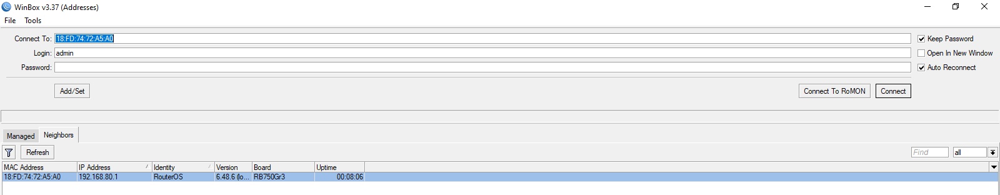 WinBox v3.37 (Addresses)
File Tools
Connect To: 18:FD:74:72:A5:A0 Keep Password
Login: admin Open In New Window
Password: Auto Reconnect
Add/Set Connect To RoMON Connect
Managed Neighbors
Refresh Find all
MAC Address IP Address Identity Version Board Uptime
18:FD:74:72:A5:A0 192.168.80.1 RouterOS 6.48.6 (lo... RB750Gr3 00:08:06